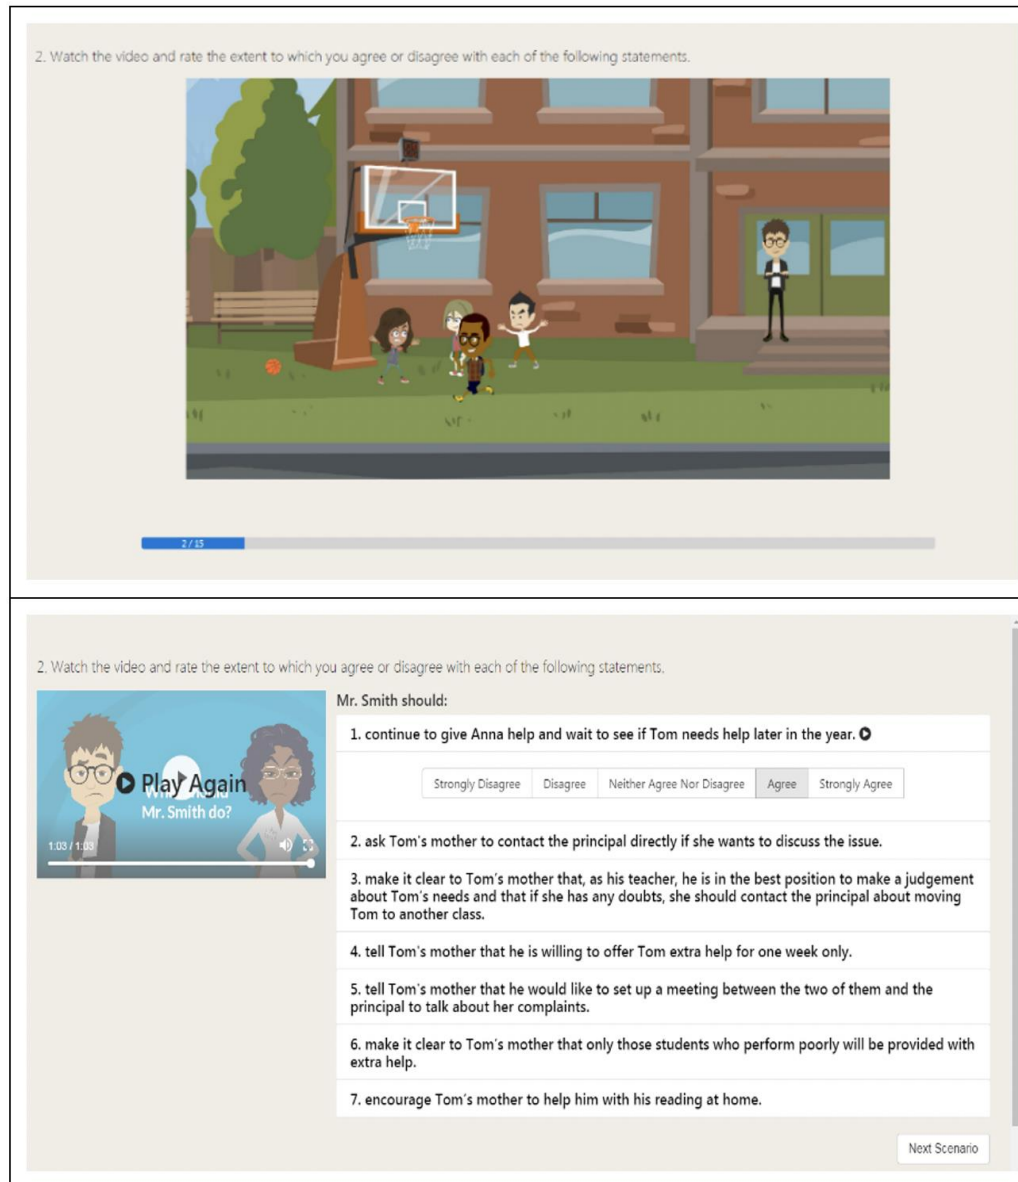 2. Watch the video and rate the extent to which you agree or disagree with each of the following statements.
2 / 15
2. Watch the video and rate the extent to which you agree or disagree with each of the following statements.
Mr. Smith should:
Play Again
Mr. Smith do?
1:03 / 1:03
1. continue to give Anna help and wait to see if Tom needs help later in the year.
Strongly Disagree Disagree Neither Agree Nor Disagree Agree Strongly Agree
2. ask Tom's mother to contact the principal directly if she wants to discuss the issue.
3. make it clear to Tom's mother that, as his teacher, he is in the best position to make a judgement
about Tom's needs and that if she has any doubts, she should contact the principal about moving
Tom to another class.
4. tell Tom's mother that he is willing to offer Tom extra help for one week only.
5. tell Tom's mother that he would like to set up a meeting between the two of them and the
principal to talk about her complaints.
6. make it clear to Tom's mother that only those students who perform poorly will be provided with
extra help.
7. encourage Tom's mother to help him with his reading at home.
Next Scenario